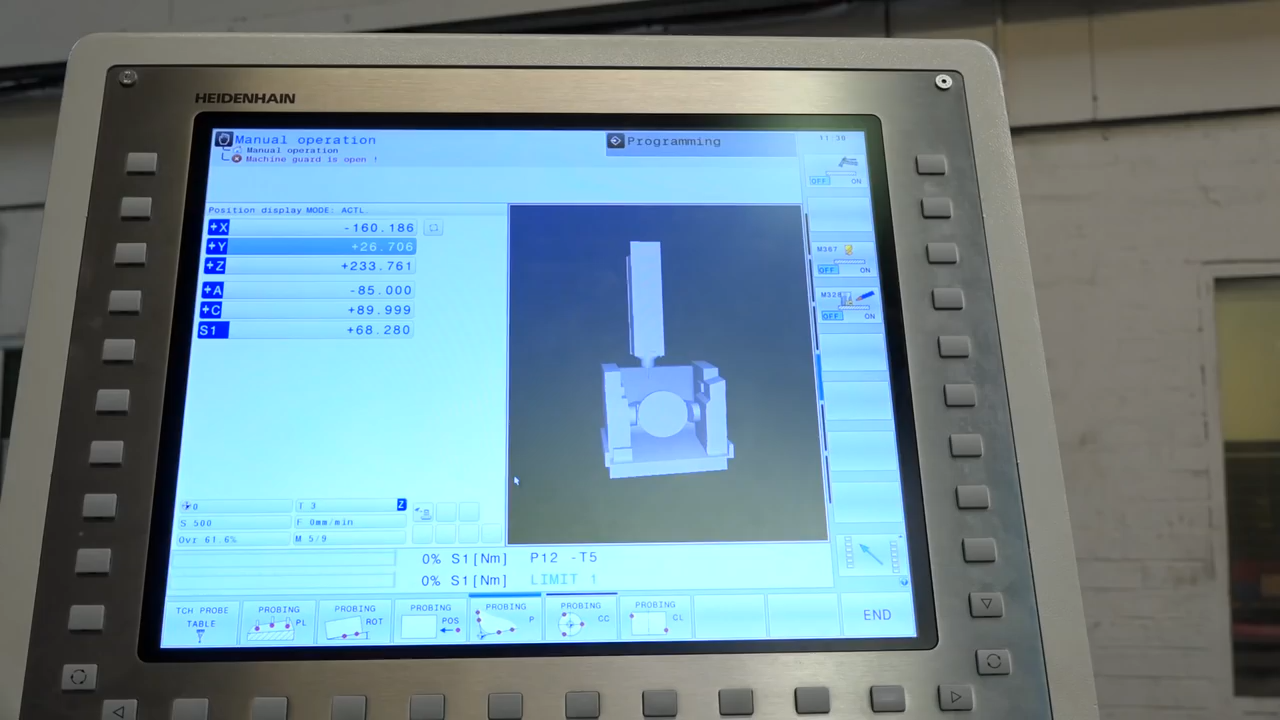 HEIDENHAIN
Manual operation
Programming
11:38
Manual operation
Machine guard is open !
OFF ON
Position display MODE: ACTL.
+X -160.186
+Y +26.706
+Z +233.761
+A -85.000
+C +89.999
S1 +68.280
M367
OFF ON
M328
OFF ON
0
T 3
Z
S 500
F 0mm/min
Ovr 61.6%
M 5/9
0% S1[Nm] P12 -T5
0% S1[Nm] LIMIT 1
TCH PROBE
TABLE
PROBING
PL
PROBING
ROT
PROBING
POS
PROBING
P
PROBING
CC
PROBING
CL
END